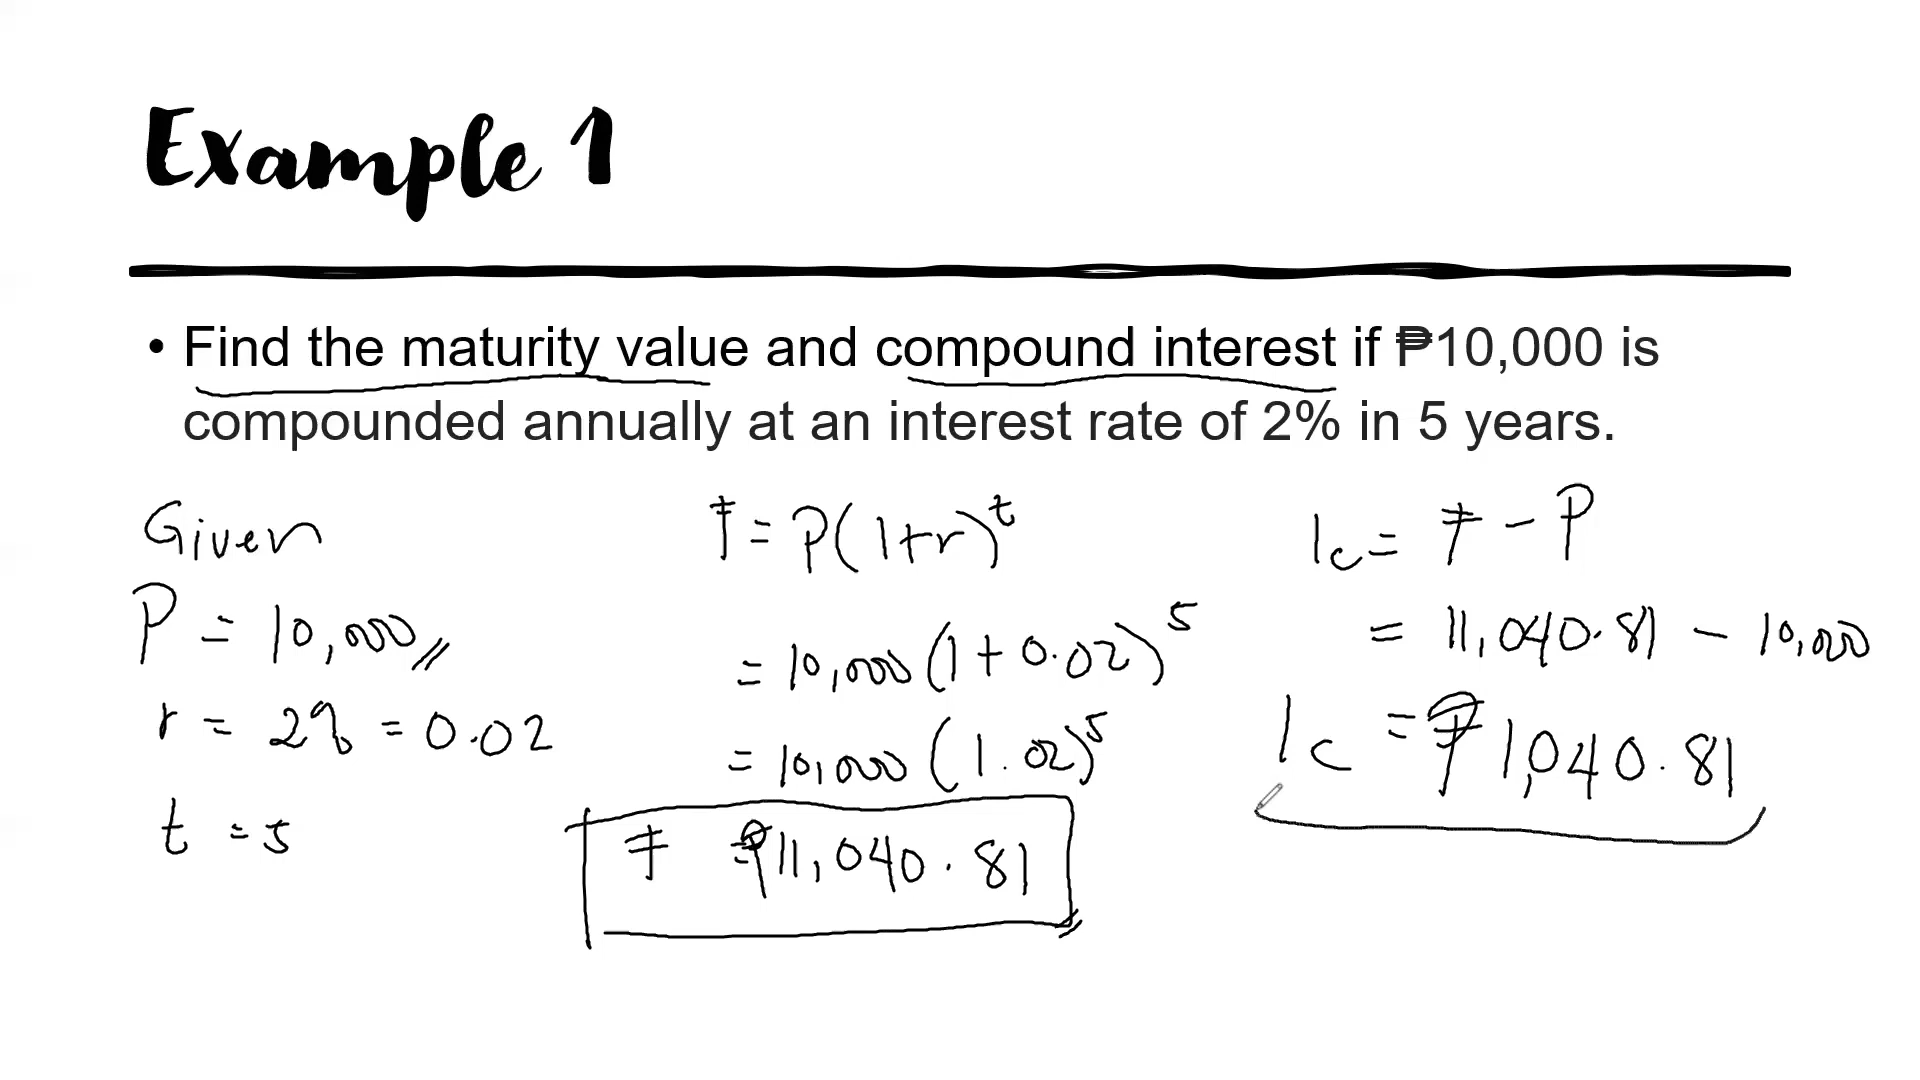 Example 1
• Find the maturity value and compound interest if ₱10,000 is
compounded annually at an interest rate of 2% in 5 years.
Given
P = 10,000
r = 2% = 0.02
t = 5
F = P(1+r)^t
= 10,000(1+0.02)^5
= 10,000(1.02)^5
F = ₱11,040.81
Ic = F - P
= 11,040.81 - 10,000
Ic = ₱1,040.81